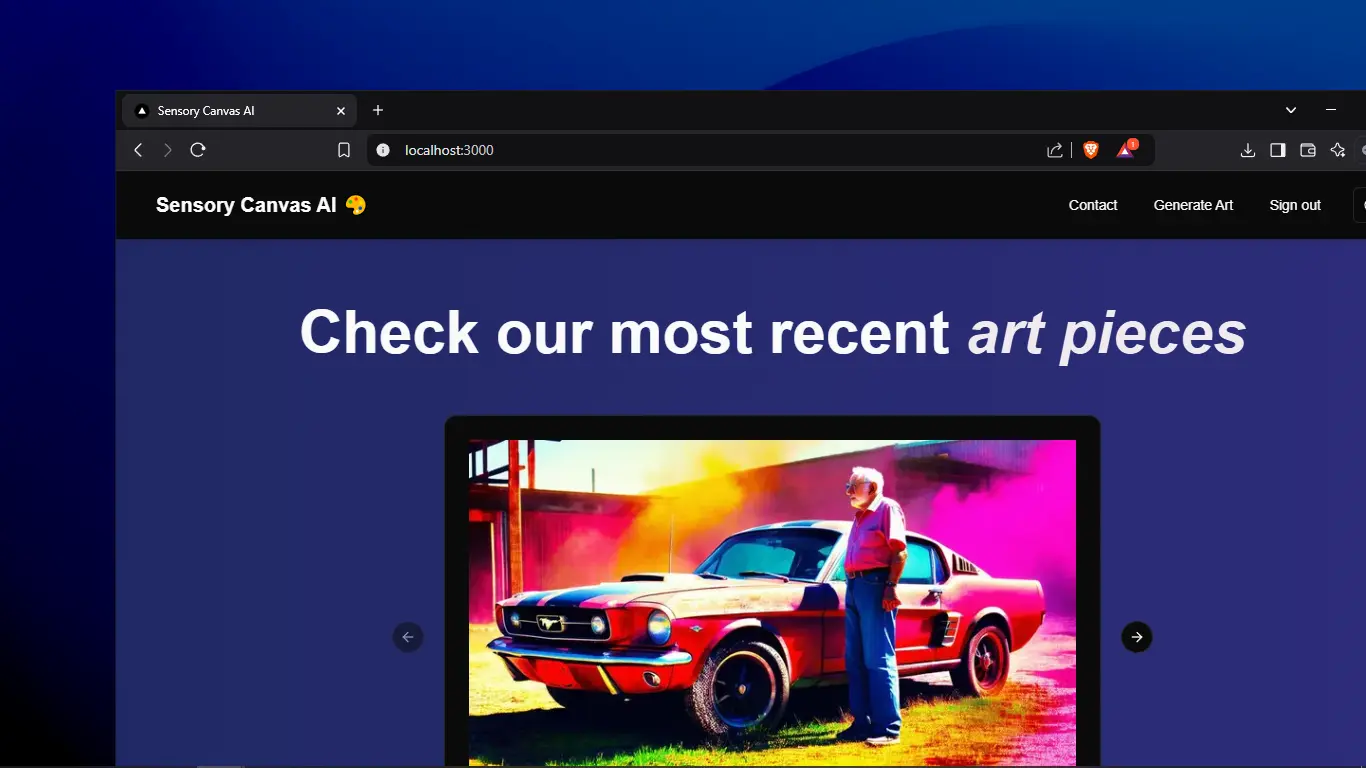 Sensory Canvas AI
localhost:3000
1
Sensory Canvas AI 🎨
Contact
Generate Art
Sign out
Check our most recent art pieces